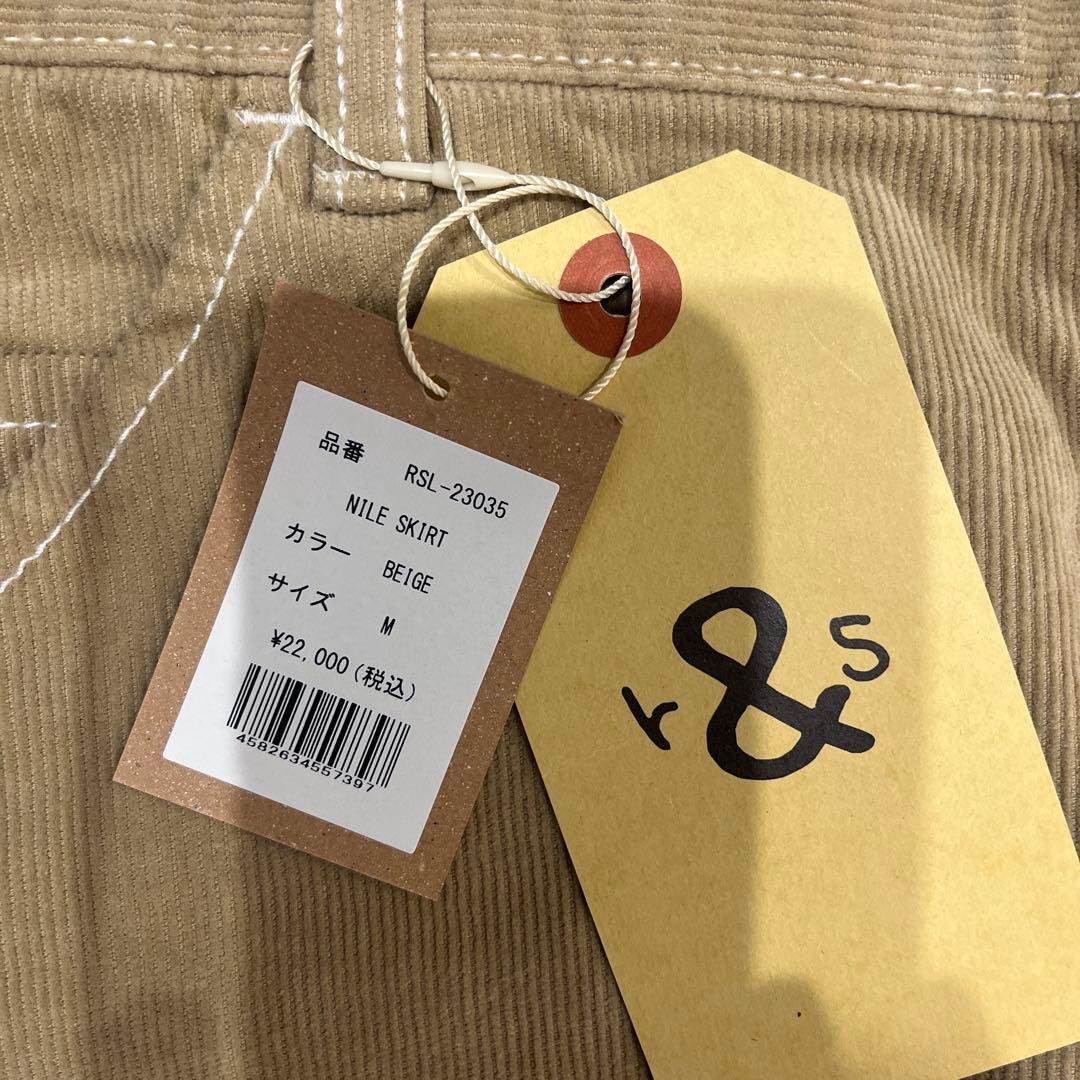 品番 RSL-23035
NILE SKIRT
カラー BEIGE
サイズ M
¥22,000(税込)
4582634557397
r&s